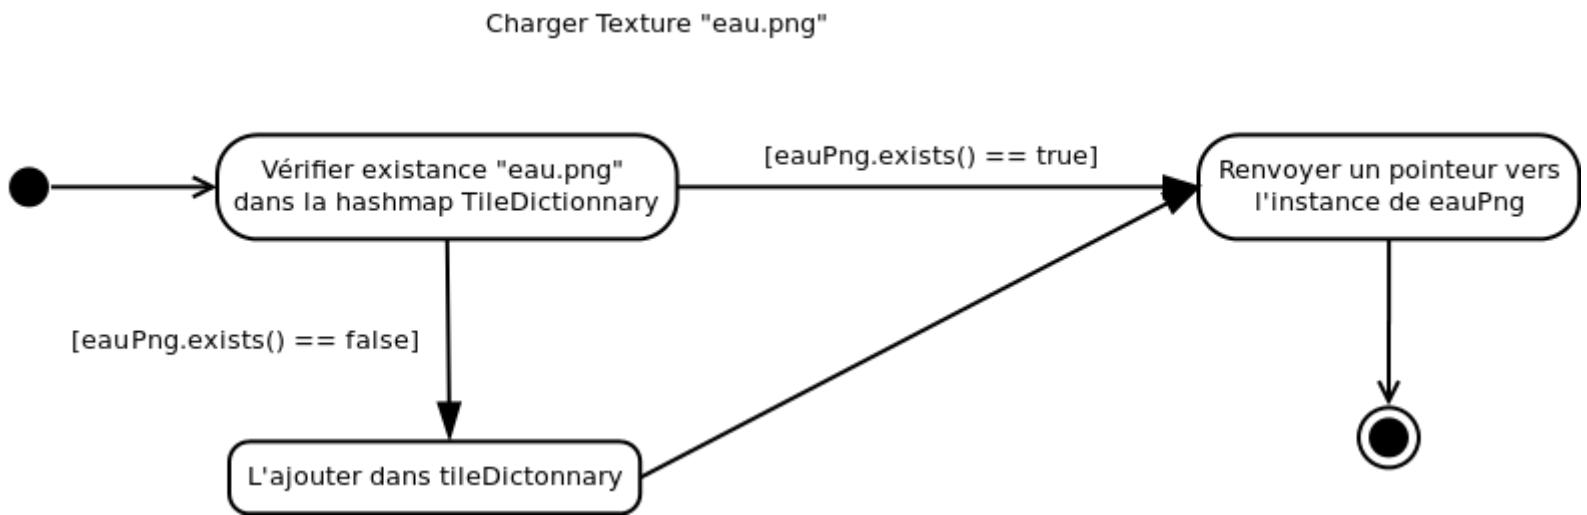 Charger Texture "eau.png"
Vérifier existance "eau.png"
dans la hashmap TileDictionnary
[eauPng.exists() == true]
Renvoyer un pointeur vers
l'instance de eauPng
[eauPng.exists() == false]
L'ajouter dans tileDictonnary